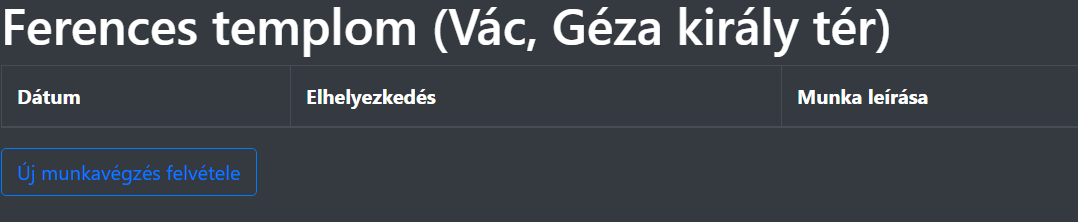 Ferences templom (Vác, Géza király tér)
Dátum Elhelyezkedés Munka leírása
Új munkavégzés felvétele